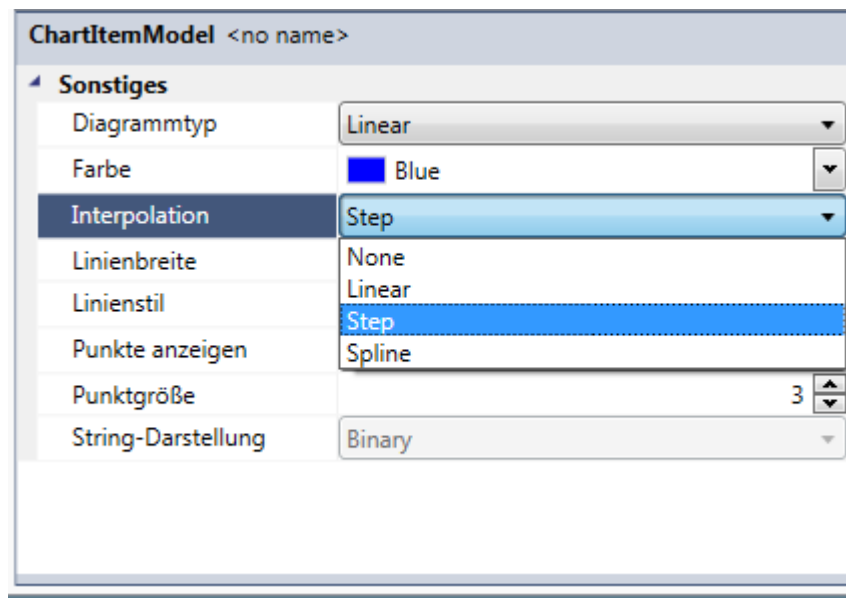 ChartItemModel <no name>
Sonstiges
Diagrammtyp Linear
Farbe Blue
Interpolation Step
Linienbreite None
Linear
Linienstil Step
Punkte anzeigen Spline
Punktgröße 3
String-Darstellung Binary